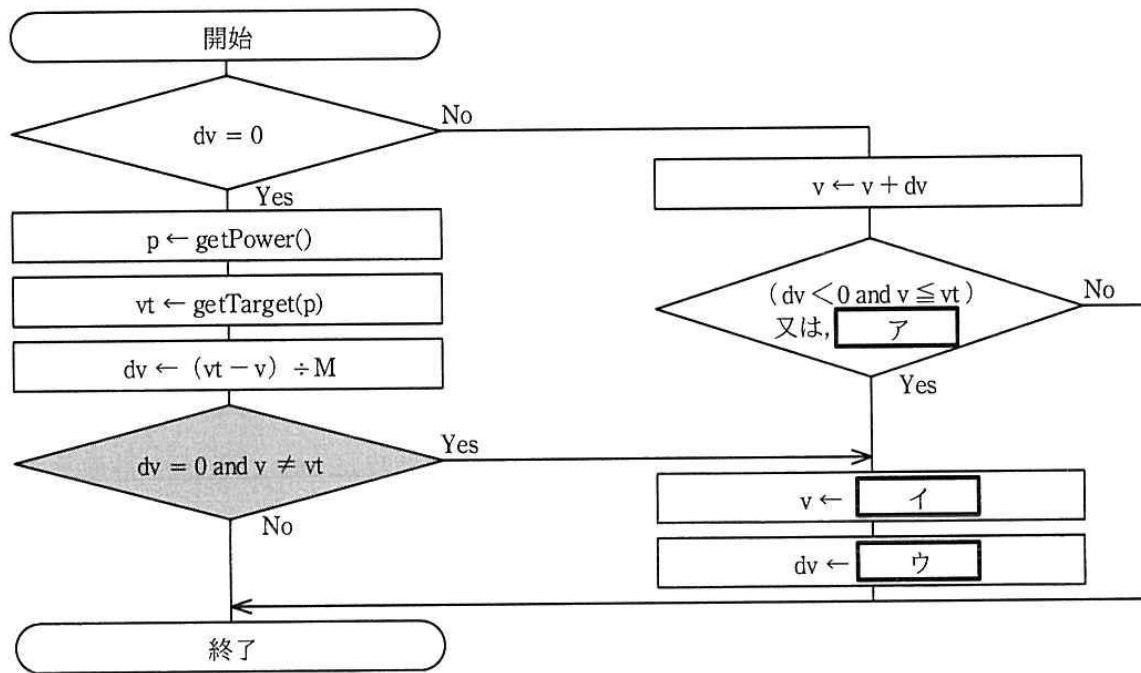 開始
dv = 0
No
Yes
p ← getPower()
vt ← getTarget(p)
dv ← (vt − v) ÷M
dv = 0 and v ≠ vt
Yes
No
終了
v ← v + dv
(dv < 0 and v ≦ vt)
又は, ア
No
Yes
v ← イ
dv ← ウ